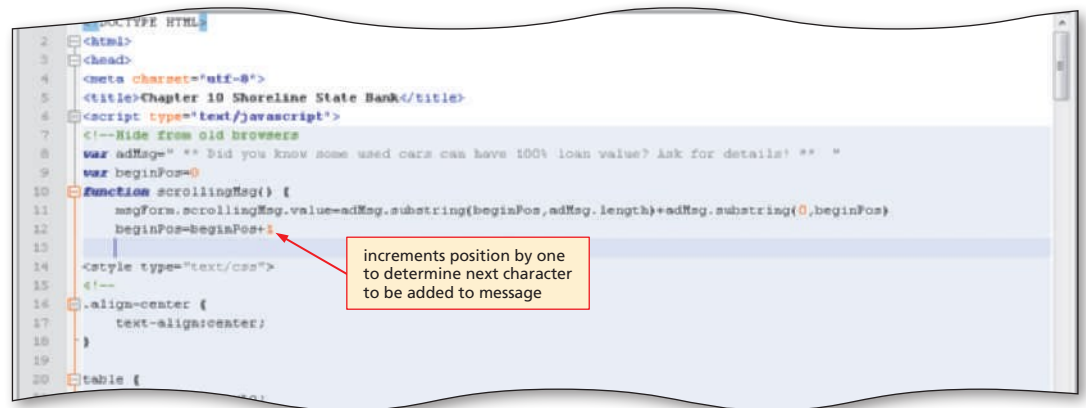 <!DOCTYPE HTML>
2 <html>
3 <head>
4 <meta charset="utf-8">
5 <title>Chapter 10 Shoreline State Bank</title>
6 <script type="text/javascript">
7 <!--Hide from old browsers
8 var adMsg=" ** Did you know some used cars can have 100% loan value? Ask for details! ** "
9 var beginPos=0
10 function scrollingMsg() {
11 msgForm.scrollingMsg.value=adMsg.substring(beginPos,adMsg.length)+adMsg.substring(0,beginPos)
12 beginPos=beginPos+1
13
increments position by one
to determine next character
to be added to message
14 <style type="text/css">
15 <!--
16 .align-center {
17 text-align:center;
18 }
19
20 table {